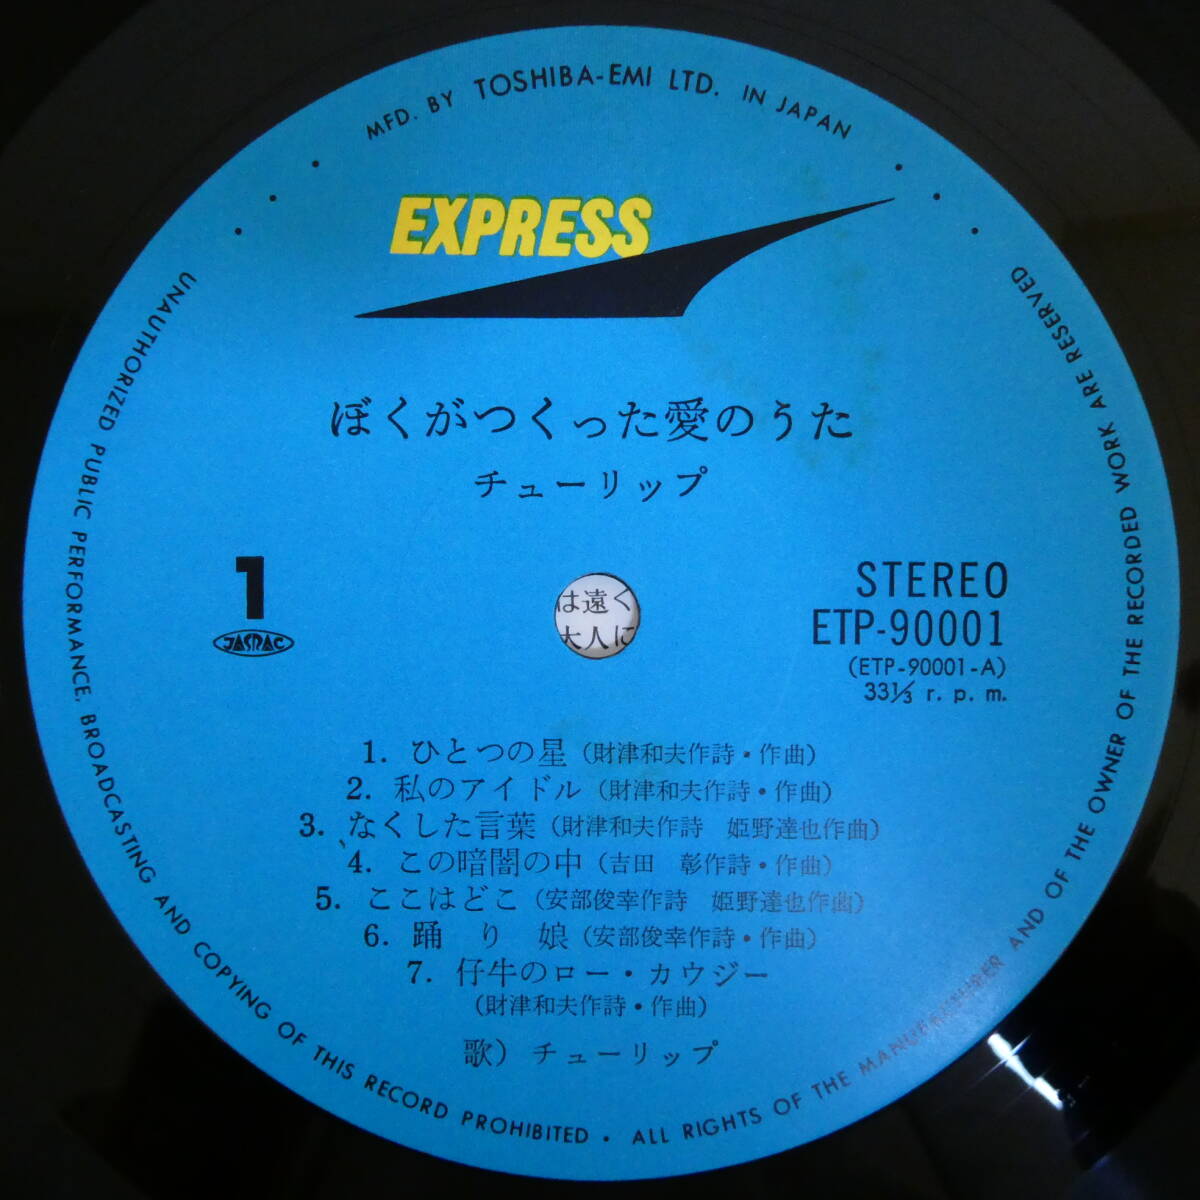 MFD. BY TOSHIBA-EMI LTD. IN JAPAN
EXPRESS
ぼくがつくった愛のうた
チューリップ
1
JASRAC
STEREO
ETP-90001
(ETP-90001-A)
33⅓ r. p. m.
は遠く
大人に
1. ひとつの星(財津和夫作詩・作曲)
2. 私のアイドル(財津和夫作詩・作曲)
3. なくした言葉(財津和夫作詩 姫野達也作曲)
4. この暗闇の中(吉田 彰作詩・作曲)
5. ここはどこ(安部俊幸作詩 姫野達也作曲)
6. 踊り娘(安部俊幸作詩・作曲)
7. 仔牛のロー・カウジー
(財津和夫作詩・作曲)
歌)チューリップ
UNAUTHORIZED PUBLIC PERFORMANCE, BROADCASTING AND COPYING OF THIS RECORD PROHIBITED • ALL RIGHTS OF THE MANUFACTURER AND OF THE OWNER OF THE RECORDED WORK ARE RESERVED